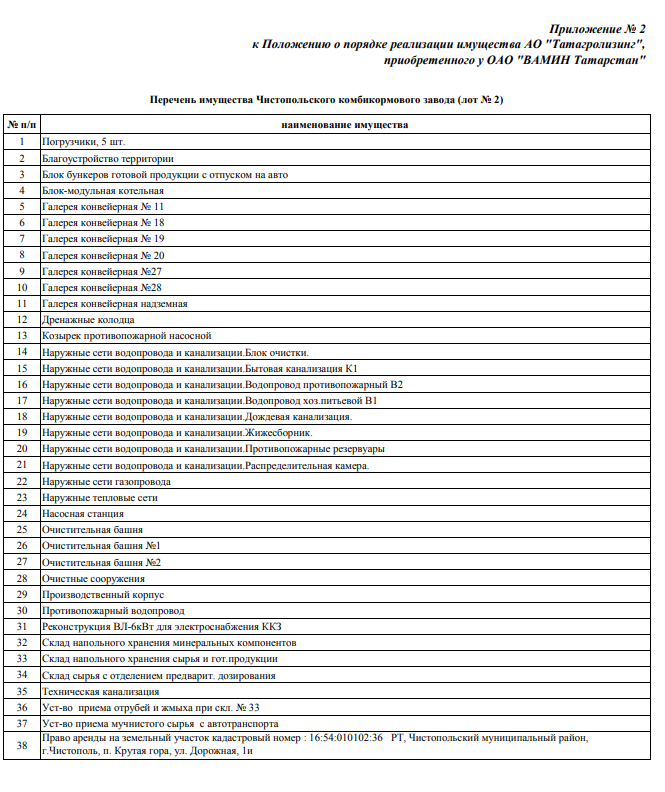 Приложение № 2
к Положению о порядке реализации имущества АО "Татагролизинг",
приобретенного у ОАО "ВАМИН Татарстан"
Перечень имущества Чистопольского комбикормового завода (лот № 2)
№ п/п наименование имущества
1 Погрузчики, 5 шт.
2 Благоустройство территории
3 Блок бункеров готовой продукции с отпуском на авто
4 Блок-модульная котельная
5 Галерея конвейерная № 11
6 Галерея конвейерная № 18
7 Галерея конвейерная № 19
8 Галерея конвейерная № 20
9 Галерея конвейерная №27
10 Галерея конвейерная №28
11 Галерея конвейерная надземная
12 Дренажные колодца
13 Козырек противопожарной насосной
14 Наружные сети водопровода и канализации.Блок очистки.
15 Наружные сети водопровода и канализации.Бытовая канализация К1
16 Наружные сети водопровода и канализации.Водопровод противопожарный В2
17 Наружные сети водопровода и канализации.Водопровод хоз.питьевой В1
18 Наружные сети водопровода и канализации.Дождевая канализация.
19 Наружные сети водопровода и канализации.Жижесборник.
20 Наружные сети водопровода и канализации.Противопожарные резервуары
21 Наружные сети водопровода и канализации.Распределительная камера.
22 Наружные сети газопровода
23 Наружные тепловые сети
24 Насосная станция
25 Очистительная башня
26 Очистительная башня №1
27 Очистительная башня №2
28 Очистные сооружения
29 Производственный корпус
30 Противопожарный водопровод
31 Реконструкция ВЛ-6кВт для электроснабжения ККЗ
32 Склад напольного хранения минеральных компонентов
33 Склад напольного хранения сырья и гот.продукции
34 Склад сырья с отделением предварит. дозирования
35 Техническая канализация
36 Уст-во приема отрубей и жмыха при скл. № 33
37 Уст-во приема мучнистого сырья с автотранспорта
38 Право аренды на земельный участок кадастровый номер : 16:54:010102:36 РТ, Чистопольский муниципальный район,
г.Чистополь, п. Крутая гора, ул. Дорожная, 1и